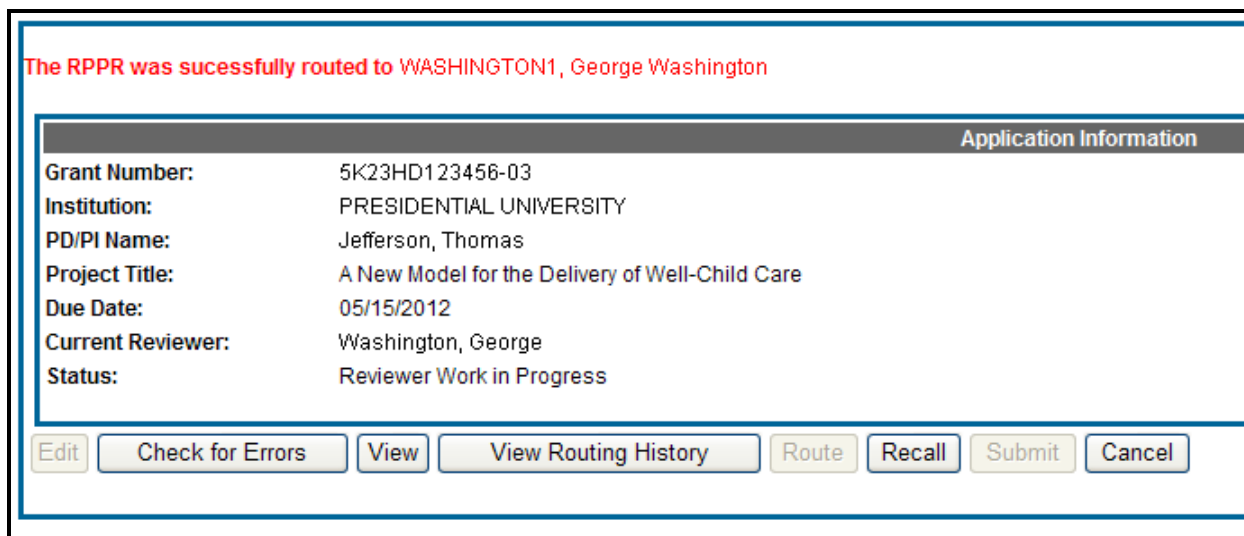 The RPPR was sucessfully routed to WASHINGTON1, George Washington
Application Information
Grant Number: 5K23HD123456-03
Institution: PRESIDENTIAL UNIVERSITY
PD/PI Name: Jefferson, Thomas
Project Title: A New Model for the Delivery of Well-Child Care
Due Date: 05/15/2012
Current Reviewer: Washington, George
Status: Reviewer Work in Progress
Edit Check for Errors View View Routing History Route Recall Submit Cancel